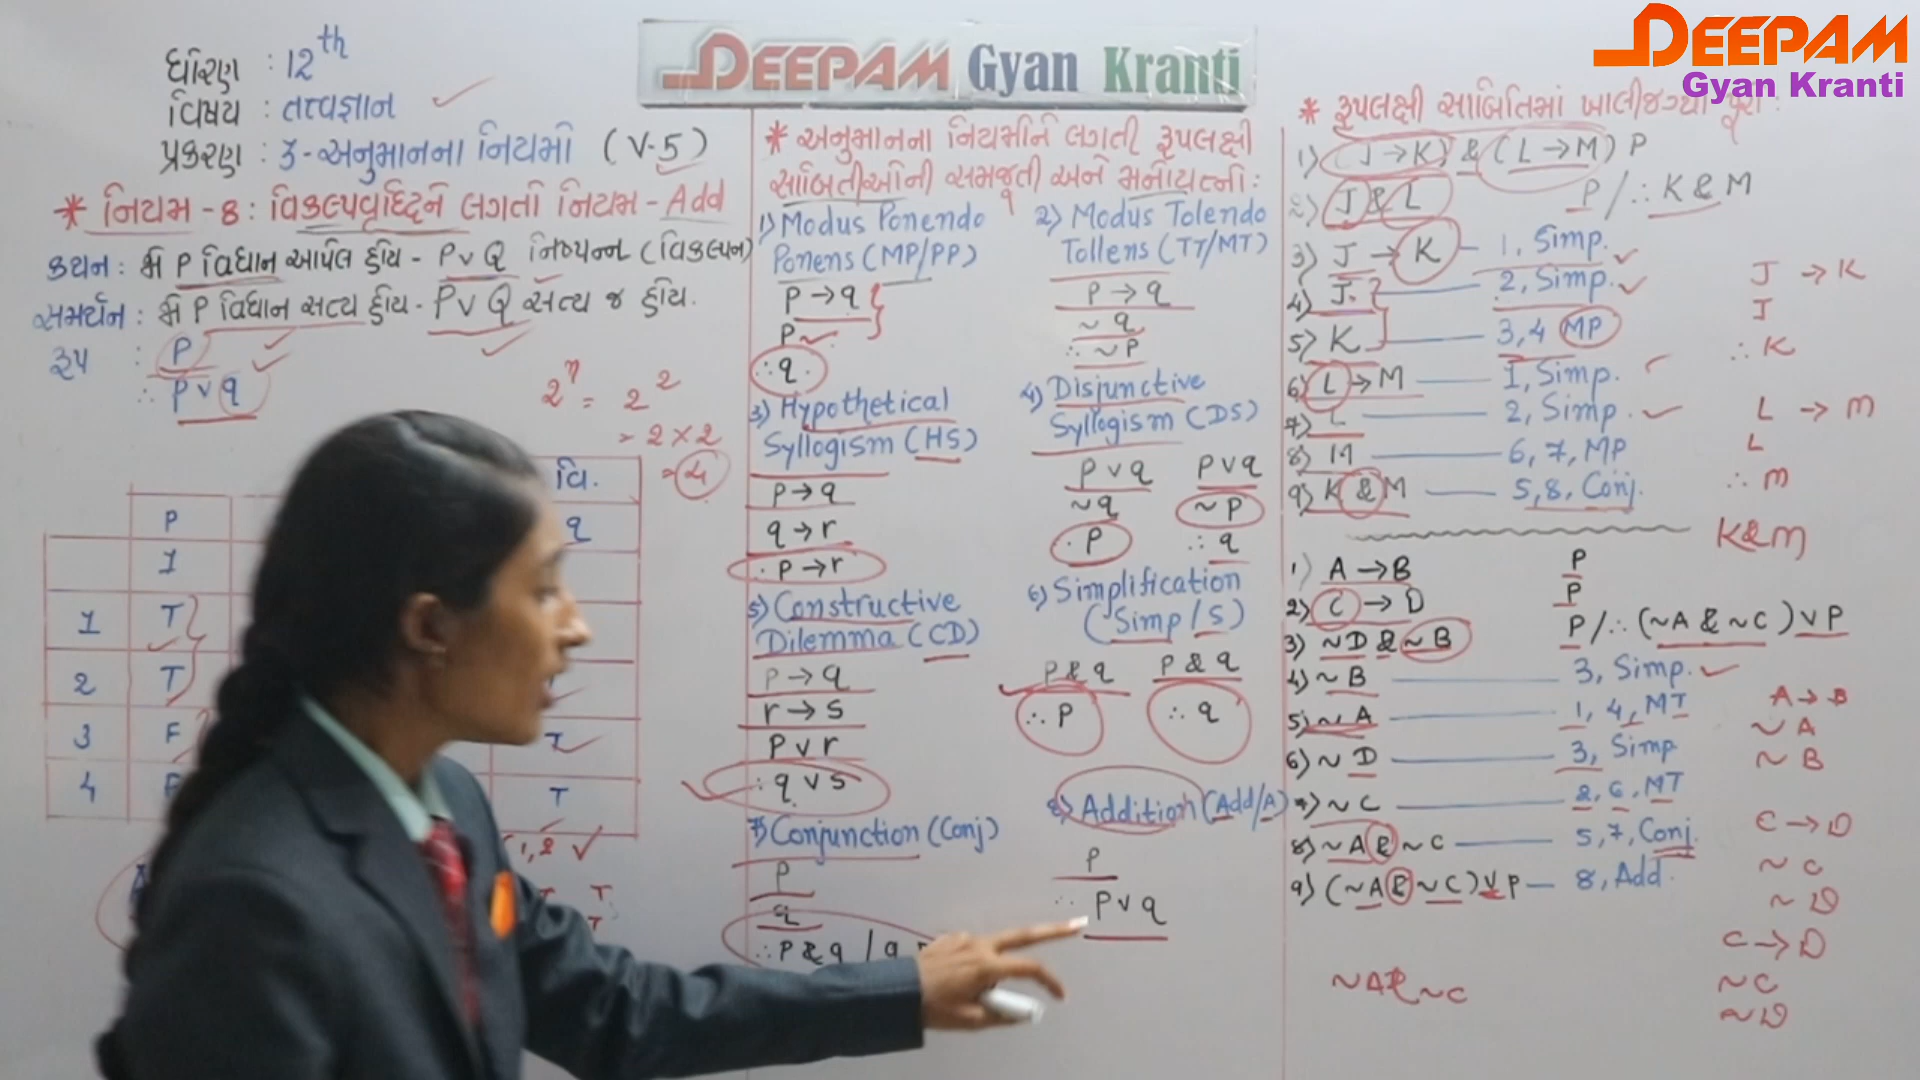 DEEPAM Gyan Kranti
DEEPAM
Gyan Kranti
ધોરણ : 12th
વિષય : તત્વજ્ઞાન
પ્રકરણ : 3-અનુમાનના નિયમો (V-5)
* નિયમ-8: વિકલ્પવૃદ્ધિને લગતો નિયમ-Add
કથન: જો P વિધાન આપેલ હોય - P v Q નિષ્પન્ન (વિકલ્પન)
સમર્થન: જો P વિધાન સત્ય હોય - P v Q સત્ય જ હોય.
રૂપ : P
∴ P v q
2ⁿ = 2²
= 2×2
= 4
વિ.
P q
1 T
2 T
3 F T
4 F T
1, 2 ✓
* અનુમાનના નિયમોને લગતી રૂપલક્ષી
સાબિતીઓની સમજૂતી અને
1) Modus Ponendo
Ponens (MP/PP)
P → q
P
∴ q
2) Modus Tolendo
Tollens (TT/MT)
P → q
~ q
∴ ~ P
3) Hypothetical
Syllogism (HS)
P → q
q → r
∴ P → r
4) Disjunctive
Syllogism (DS)
P v q P v q
~ q ~ P
∴ P ∴ q
5) Constructive
Dilemma (CD)
P → q
r → s
P v r
∴ q v s
6) Simplification
(Simp/S)
P & q P & q
∴ P ∴ q
7) Conjunction (Conj)
P
q
∴ P & q / q
8) Addition (Add/A)
P
∴ P v q
* રૂપલક્ષી સાબિતિમાં ખાલીજગ્યા પૂરો :
1) (J → K) & (L → M) P
2) J & L P / ∴ K & M
3) J → K — 1, Simp.
4) J. — 2, Simp.
5) K — 3, 4 MP
6) L → M — 1, Simp.
7) L — 2, Simp.
8) M — 6, 7, MP
9) K & M — 5, 8, Conj.
J → K
J
∴ K
L → M
L
∴ M
K & M
1) A → B P
2) C → D P
3) ~D & ~B P / ∴ (~A & ~C) v P
4) ~ B — 3, Simp.
5) ~ A — 1, 4, MT
6) ~ D — 3, Simp
7) ~ C — 2, 6, MT
8) ~A & ~C — 5, 7, Conj.
9) (~A & ~C) v P — 8, Add.
A → B
~ A
~ B
C → D
~ C
~ D
C → D
~ C
~ D
~A & ~C